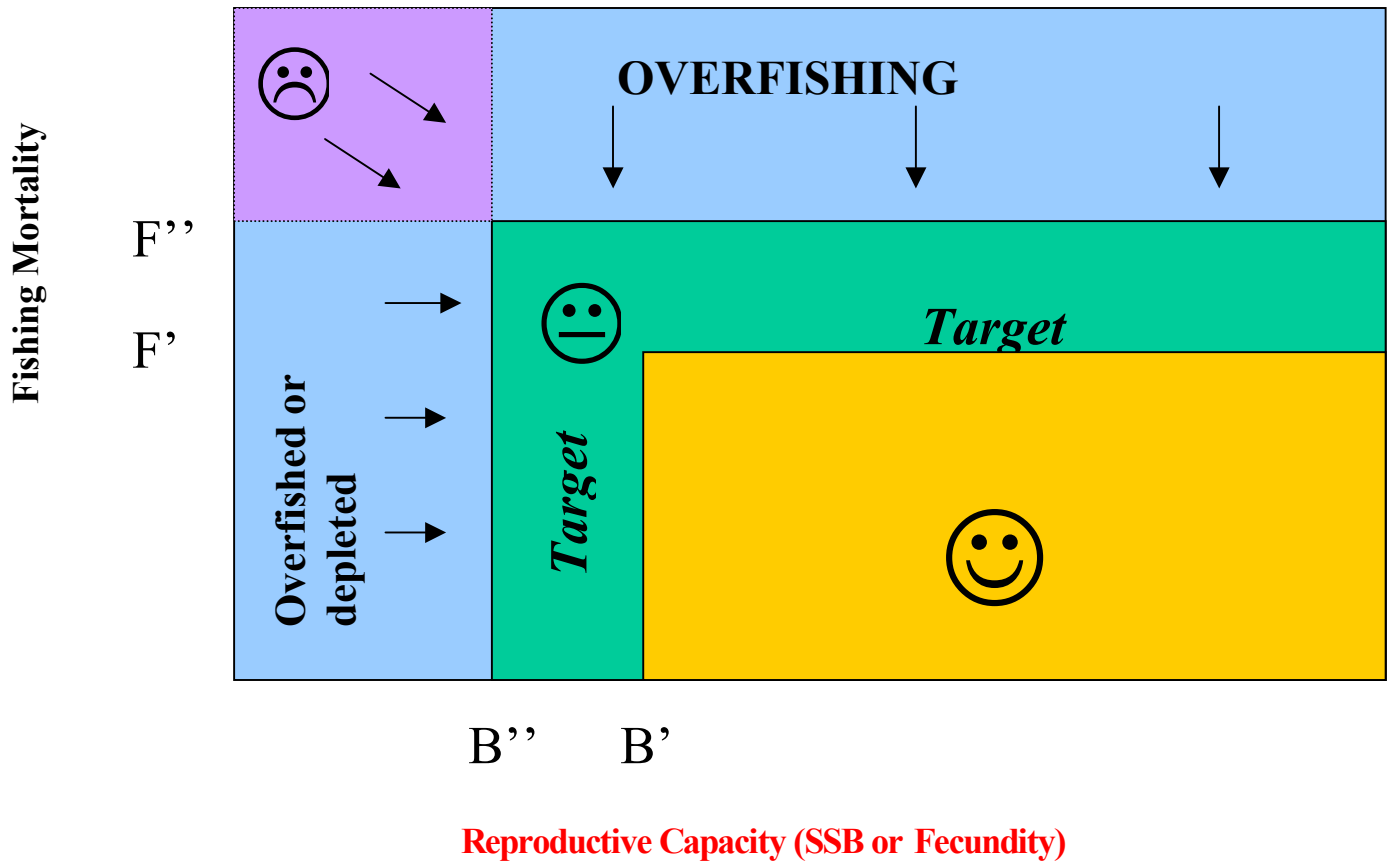 OVERFISHING
Fishing Mortality
F’’
F’
Target
Target
Overfished or
depleted
B’’ B’
Reproductive Capacity (SSB or Fecundity)